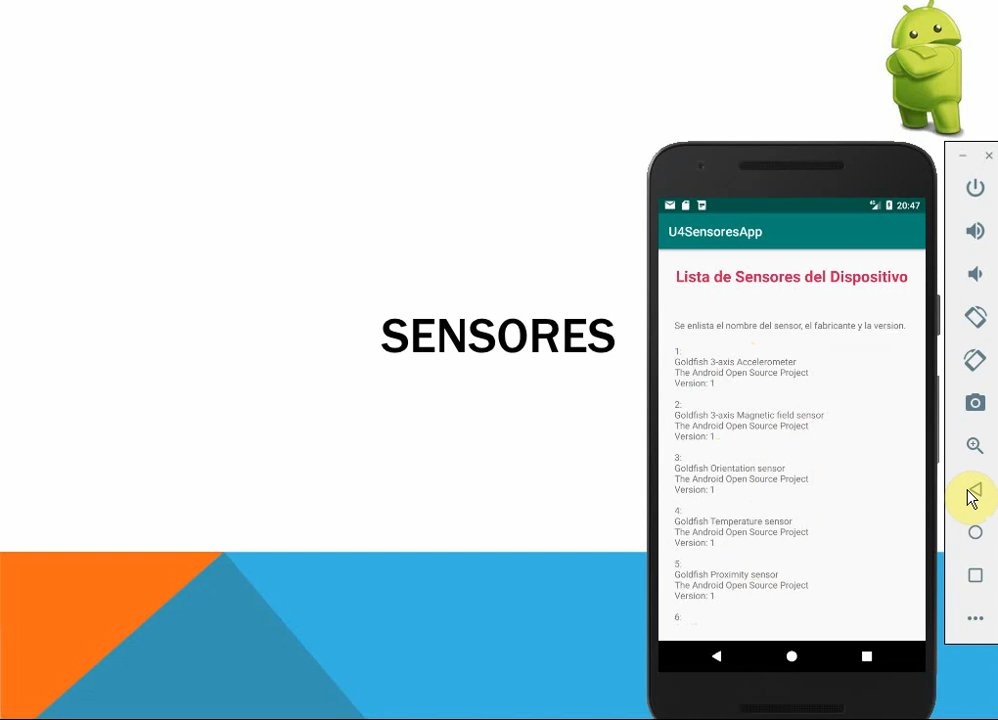 SENSORES
20:47
U4SensoresApp
Lista de Sensores del Dispositivo
Se enlista el nombre del sensor, el fabricante y la version.
1:
Goldfish 3-axis Accelerometer
The Android Open Source Project
Version: 1
2:
Goldfish 3-axis Magnetic field sensor
The Android Open Source Project
Version: 1
3:
Goldfish Orientation sensor
The Android Open Source Project
Version: 1
4:
Goldfish Temperature sensor
The Android Open Source Project
Version: 1
5:
Goldfish Proximity sensor
The Android Open Source Project
Version: 1
6: